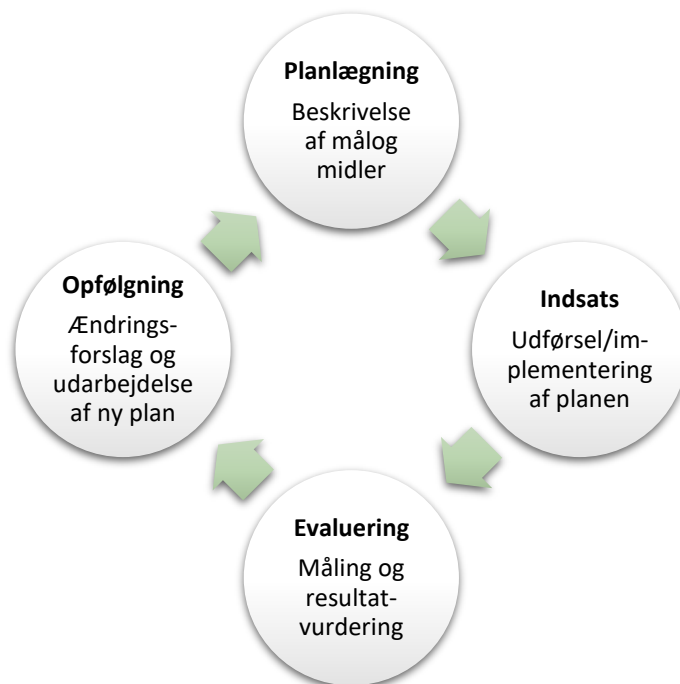 Planlægning
Beskrivelse
af målog
midler
Indsats
Udførsel/im-
plementering
af planen
Evaluering
Måling og
resultat-
vurdering
Opfølgning
Ændrings-
forslag og
udarbejdelse
af ny plan